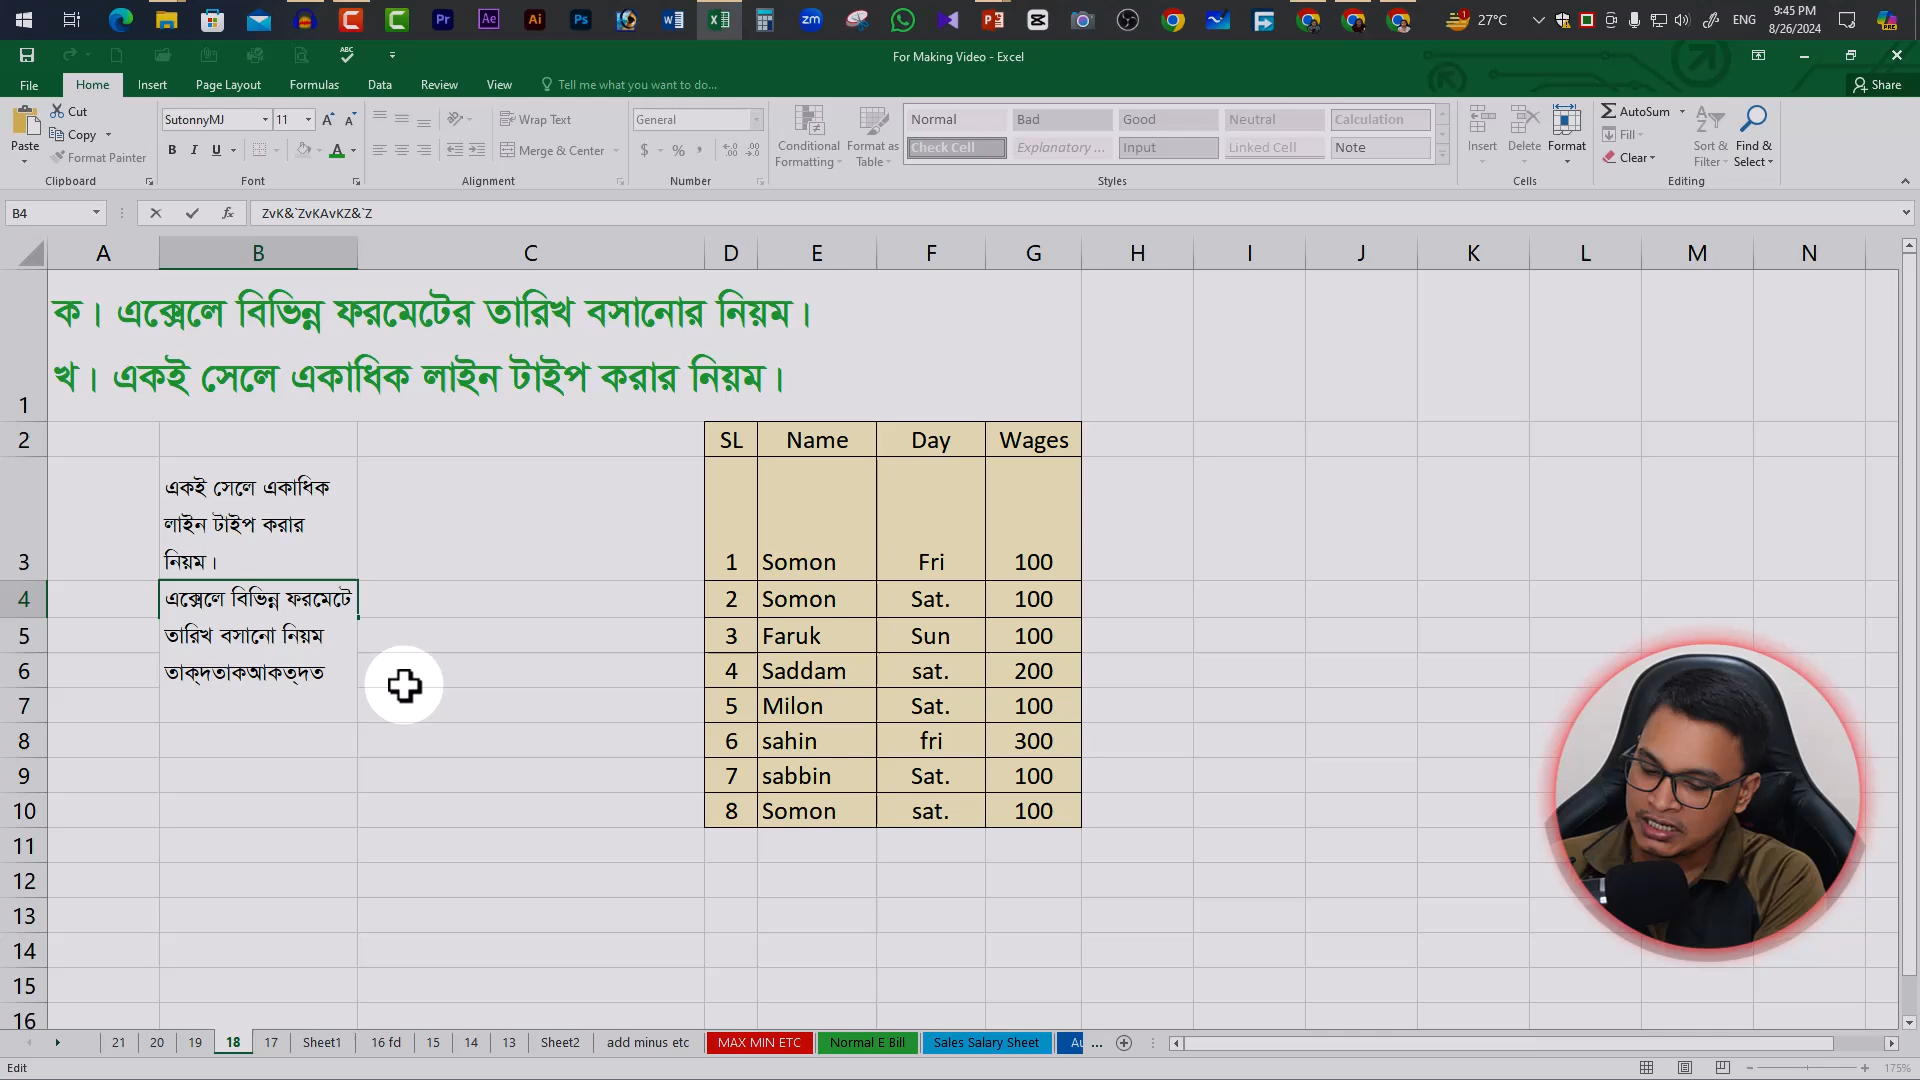 27°C
ENG
9:45 PM
8/26/2024
For Making Video - Excel
File Home Insert Page Layout Formulas Data Review View Tell me what you want to do... Share
Paste Cut Copy Format Painter Clipboard
SutonnyMJ 11 B I U Font
Wrap Text Merge & Center Alignment
General $ % , Number
Conditional Formatting Format as Table
Normal Bad Good Neutral Calculation
Check Cell Explanatory ... Input Linked Cell Note
Styles
Insert Delete Format Cells
AutoSum Fill Clear Sort & Filter Find & Select Editing
B4 fx ZvK&`ZvKAvKZ&`Z
A B C D E F G H I J K L M N
ক। এক্সেলে বিভিন্ন ফরমেটের তারিখ বসানোর নিয়ম।
খ। একই সেলে একাধিক লাইন টাইপ করার নিয়ম।
1
2 SL Name Day Wages
একই সেলে একাধিক
লাইন টাইপ করার
3 নিয়ম। 1 Somon Fri 100
4 এক্সেলে বিভিন্ন ফরমেটে 2 Somon Sat. 100
5 তারিখ বসানো নিয়ম 3 Faruk Sun 100
6 তাক্দতাকআকত্দত 4 Saddam sat. 200
7 5 Milon Sat. 100
8 6 sahin fri 300
9 7 sabbin Sat. 100
10 8 Somon sat. 100
11
12
13
14
15
16
21 20 19 18 17 Sheet1 16 fd 15 14 13 Sheet2 add minus etc MAX MIN ETC Normal E Bill Sales Salary Sheet ...
Edit 175%